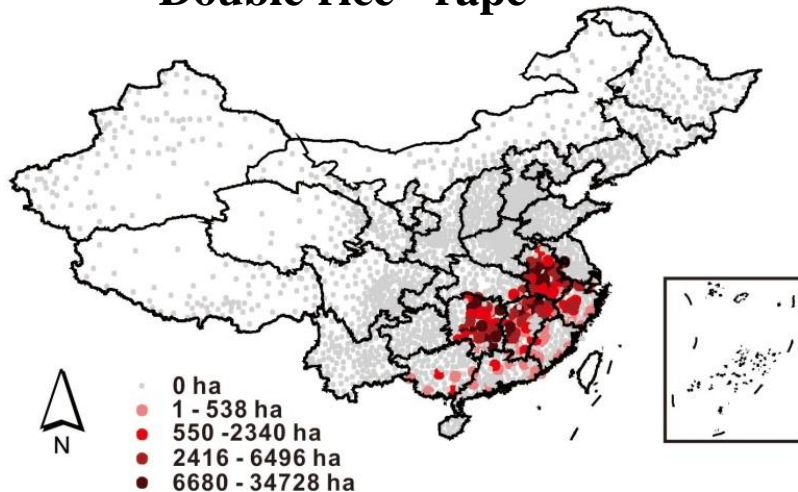 Double rice - rape
0 ha
1 - 538 ha
550 -2340 ha
2416 - 6496 ha
6680 - 34728 ha
N